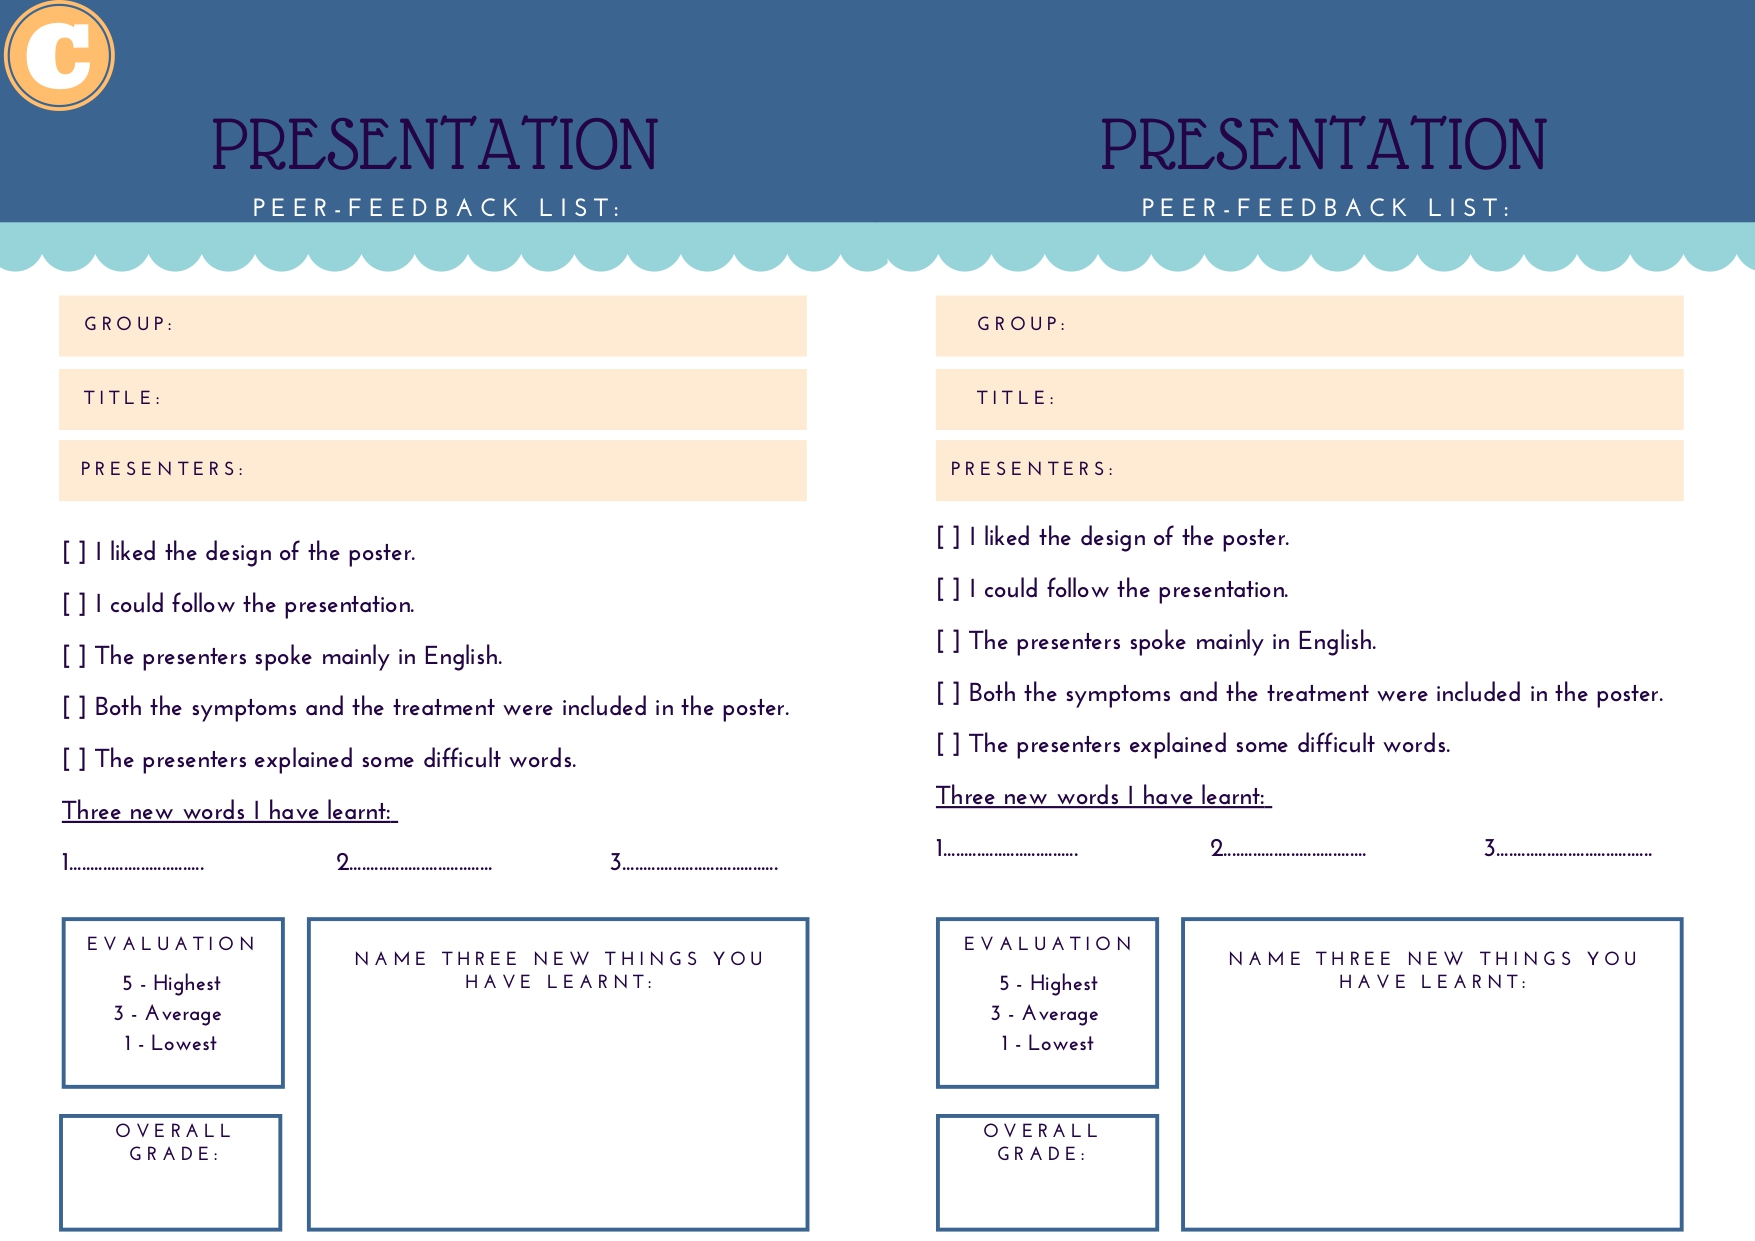 C
PRESENTATION
PEER-FEEDBACK LIST:
GROUP:
TITLE:
PRESENTERS:
[ ] I liked the design of the poster.
[ ] I could follow the presentation.
[ ] The presenters spoke mainly in English.
[ ] Both the symptoms and the treatment were included in the poster.
[ ] The presenters explained some difficult words.
Three new words I have learnt:
1................................. 2.................................. 3.....................................
EVALUATION
5 - Highest
3 - Average
1 - Lowest
OVERALL
GRADE:
NAME THREE NEW THINGS YOU
HAVE LEARNT:
PRESENTATION
PEER-FEEDBACK LIST:
GROUP:
TITLE:
PRESENTERS:
[ ] I liked the design of the poster.
[ ] I could follow the presentation.
[ ] The presenters spoke mainly in English.
[ ] Both the symptoms and the treatment were included in the poster.
[ ] The presenters explained some difficult words.
Three new words I have learnt:
1................................. 2.................................. 3.....................................
EVALUATION
5 - Highest
3 - Average
1 - Lowest
OVERALL
GRADE:
NAME THREE NEW THINGS YOU
HAVE LEARNT: